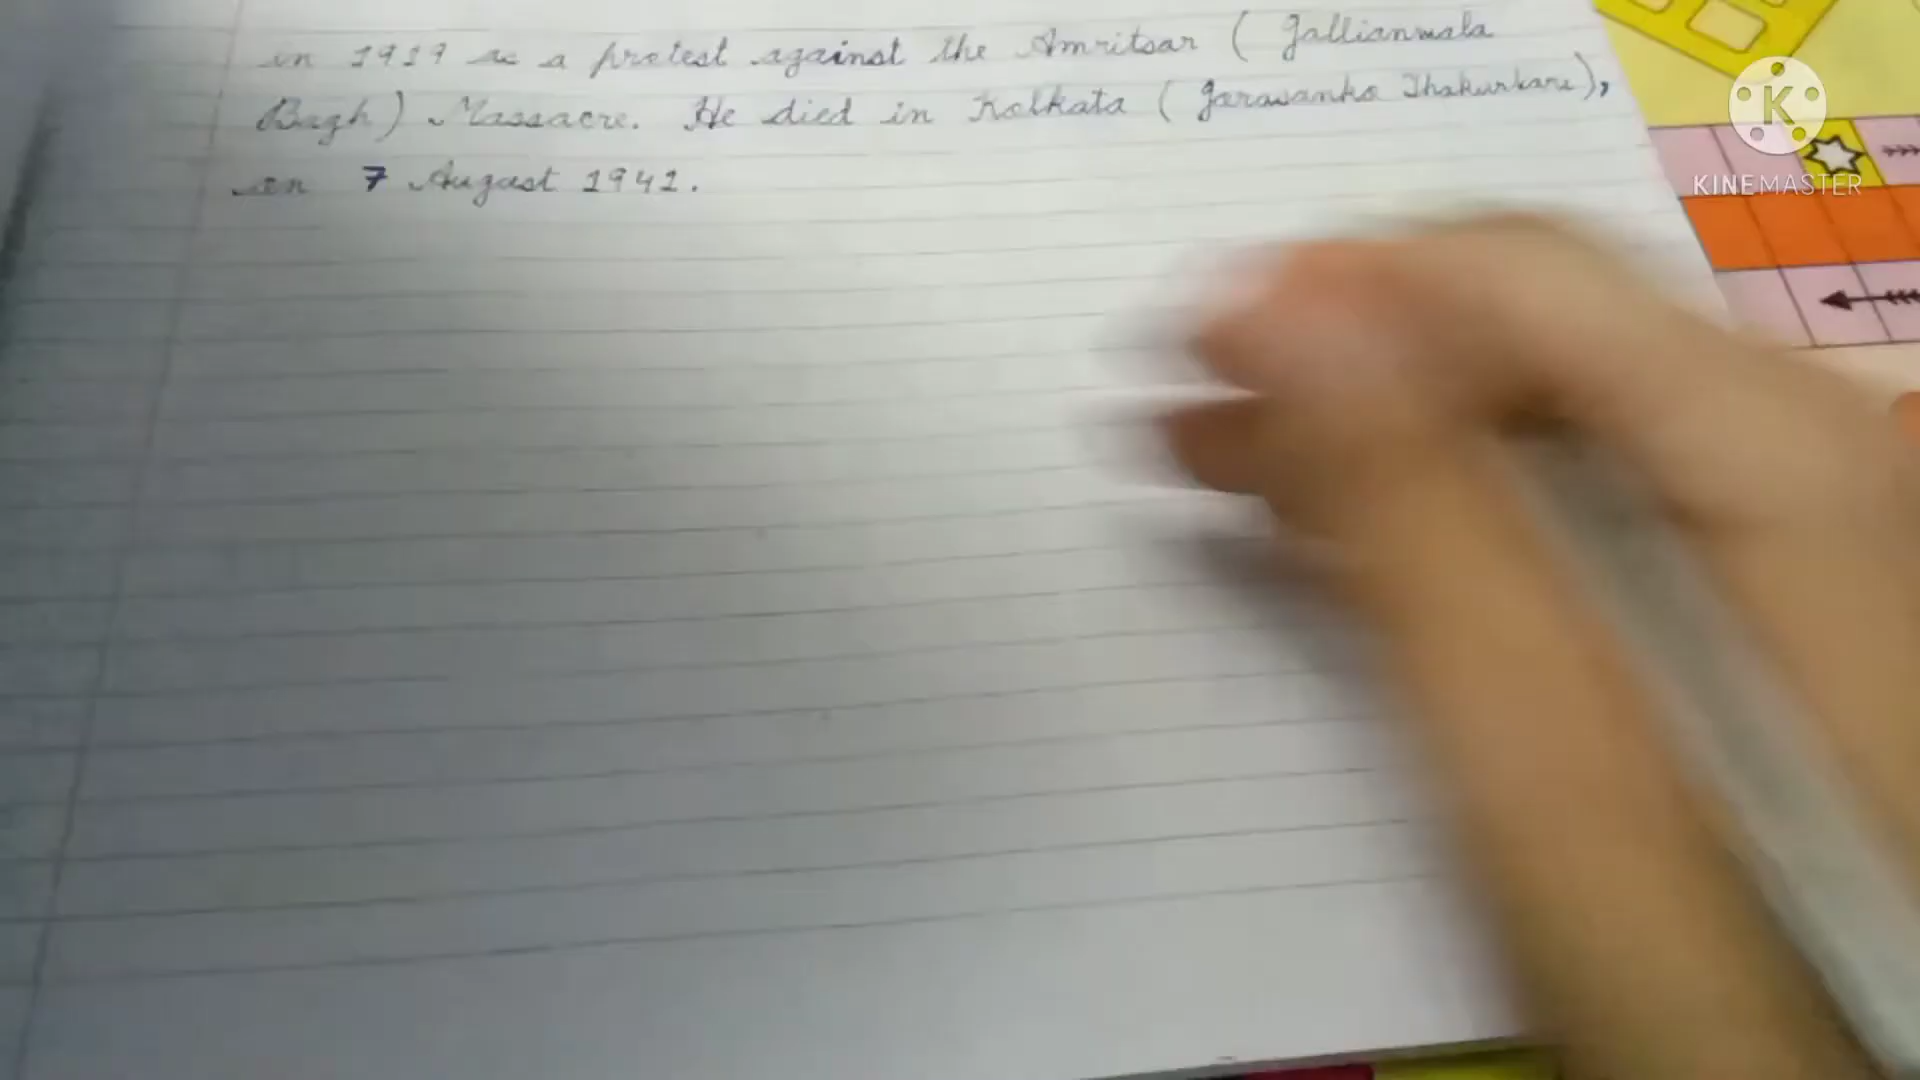 in 1919 as a protest against the Amritsar ( Jallianwala
Bagh) Massacre. He died in Kolkata ( Jarasanko Thakurbari),
on 7 August 1941.
K
KINEMASTER